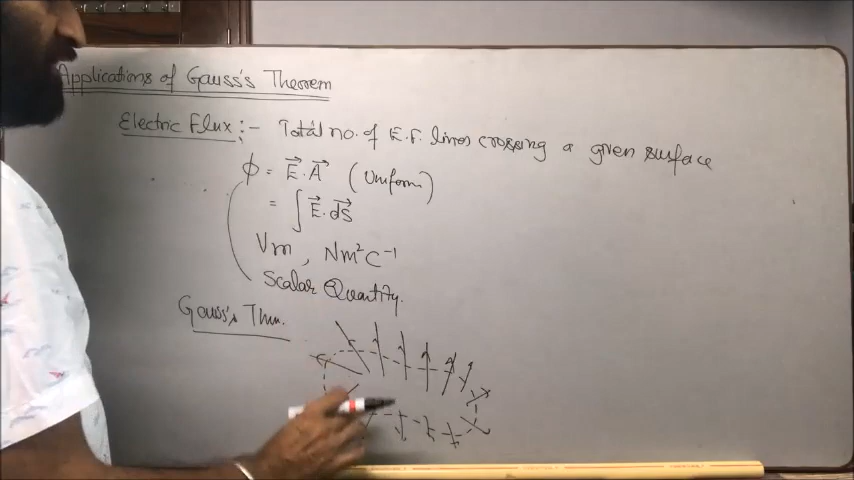 Applications of Gauss's Theorem
Electric Flux :- Total no. of E.F. lines crossing a given surface
ϕ = E⃗ . A⃗ (Uniform)
= ∫ E⃗ . ds⃗
Vm , Nm²C⁻¹
Scalar Quantity.
Gauss's Thm.